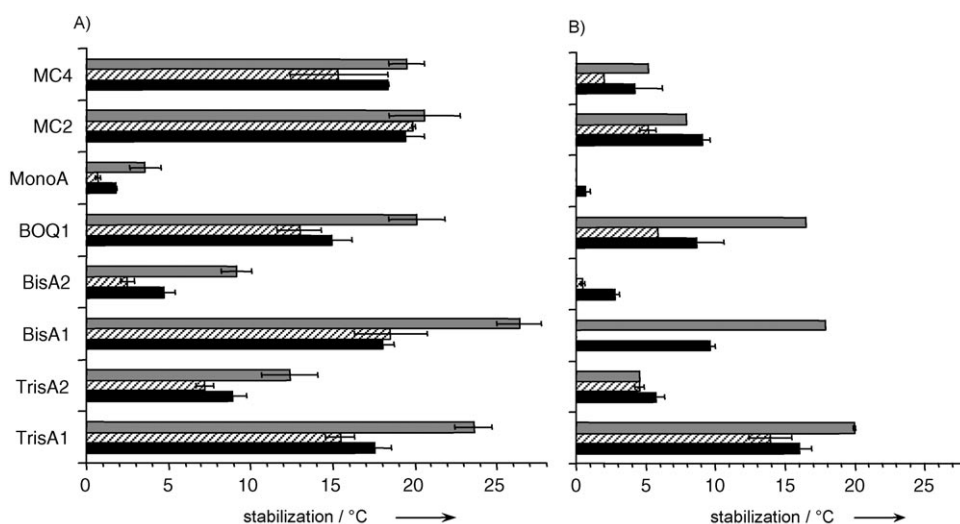 A)
B)
MC4
MC2
MonoA
BOQ1
BisA2
BisA1
TrisA2
TrisA1
0 5 10 15 20 25
0 5 10 15 20 25
stabilization / °C
stabilization / °C